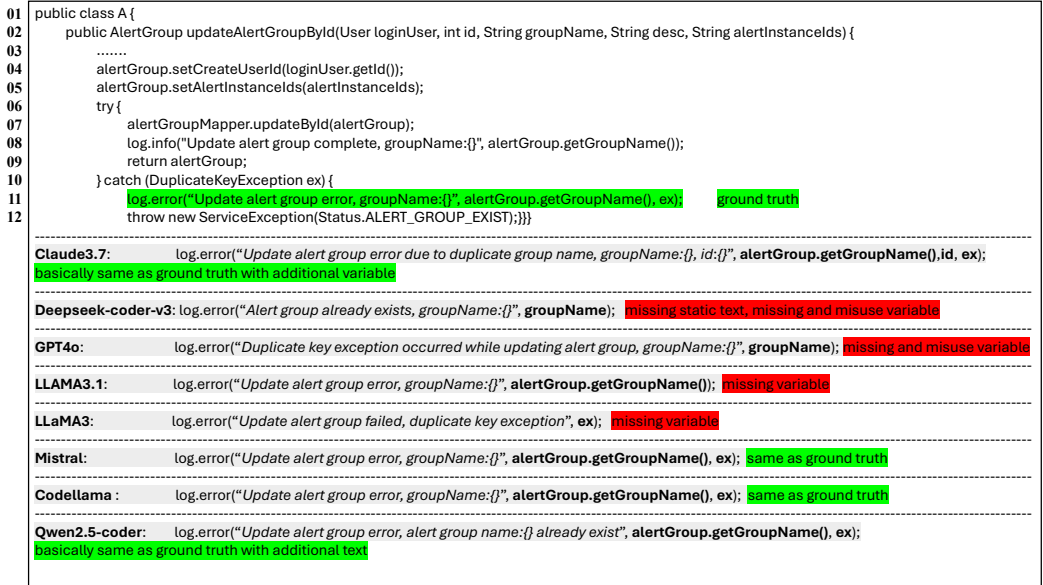 01 public class A {
02 public AlertGroup updateAlertGroupById(User loginUser, int id, String groupName, String desc, String alertInstanceIds) {
03 .......
04 alertGroup.setCreateUserId(loginUser.getId());
05 alertGroup.setAlertInstanceIds(alertInstanceIds);
06 try {
07 alertGroupMapper.updateById(alertGroup);
08 log.info("Update alert group complete, groupName:{}", alertGroup.getGroupName());
09 return alertGroup;
10 } catch (DuplicateKeyException ex) {
11 log.error(“Update alert group error, groupName:{}”, alertGroup.getGroupName(), ex); ground truth
12 throw new ServiceException(Status.ALERT_GROUP_EXIST);}}}
Claude3.7: log.error(“Update alert group error due to duplicate group name, groupName:{}, id:{}”, alertGroup.getGroupName(),id, ex);
basically same as ground truth with additional variable
Deepseek-coder-v3: log.error(“Alert group already exists, groupName:{}”, groupName); missing static text, missing and misuse variable
GPT4o: log.error(“Duplicate key exception occurred while updating alert group, groupName:{}”, groupName); missing and misuse variable
LLAMA3.1: log.error(“Update alert group error, groupName:{}”, alertGroup.getGroupName()); missing variable
LLaMA3: log.error(“Update alert group failed, duplicate key exception”, ex); missing variable
Mistral: log.error(“Update alert group error, groupName:{}”, alertGroup.getGroupName(), ex); same as ground truth
Codellama : log.error(“Update alert group error, groupName:{}”, alertGroup.getGroupName(), ex); same as ground truth
Qwen2.5-coder: log.error(“Update alert group error, alert group name:{} already exist”, alertGroup.getGroupName(), ex);
basically same as ground truth with additional text